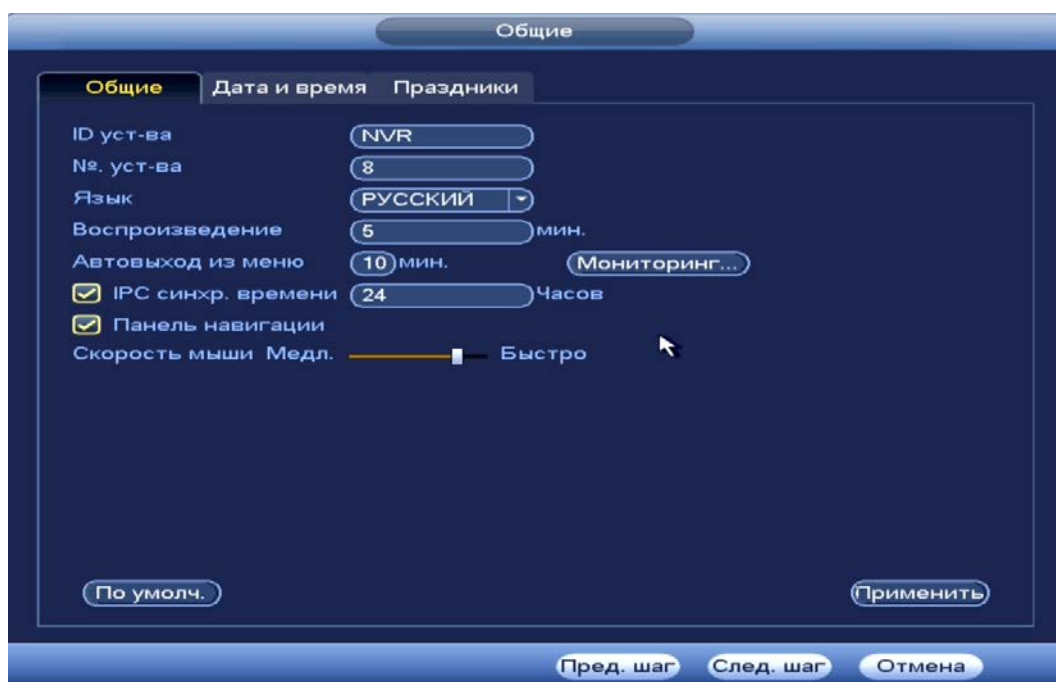 Общие
Общие Дата и время Праздники
ID уст-ва NVR
№. уст-ва 8
Язык РУССКИЙ
Воспроизведение 5 мин.
Автовыход из меню 10 мин. Мониторинг...
IPC синхр. времени 24 Часов
Панель навигации
Скорость мыши Медл. Быстро
По умолч. Применить
Пред. шаг След. шаг Отмена